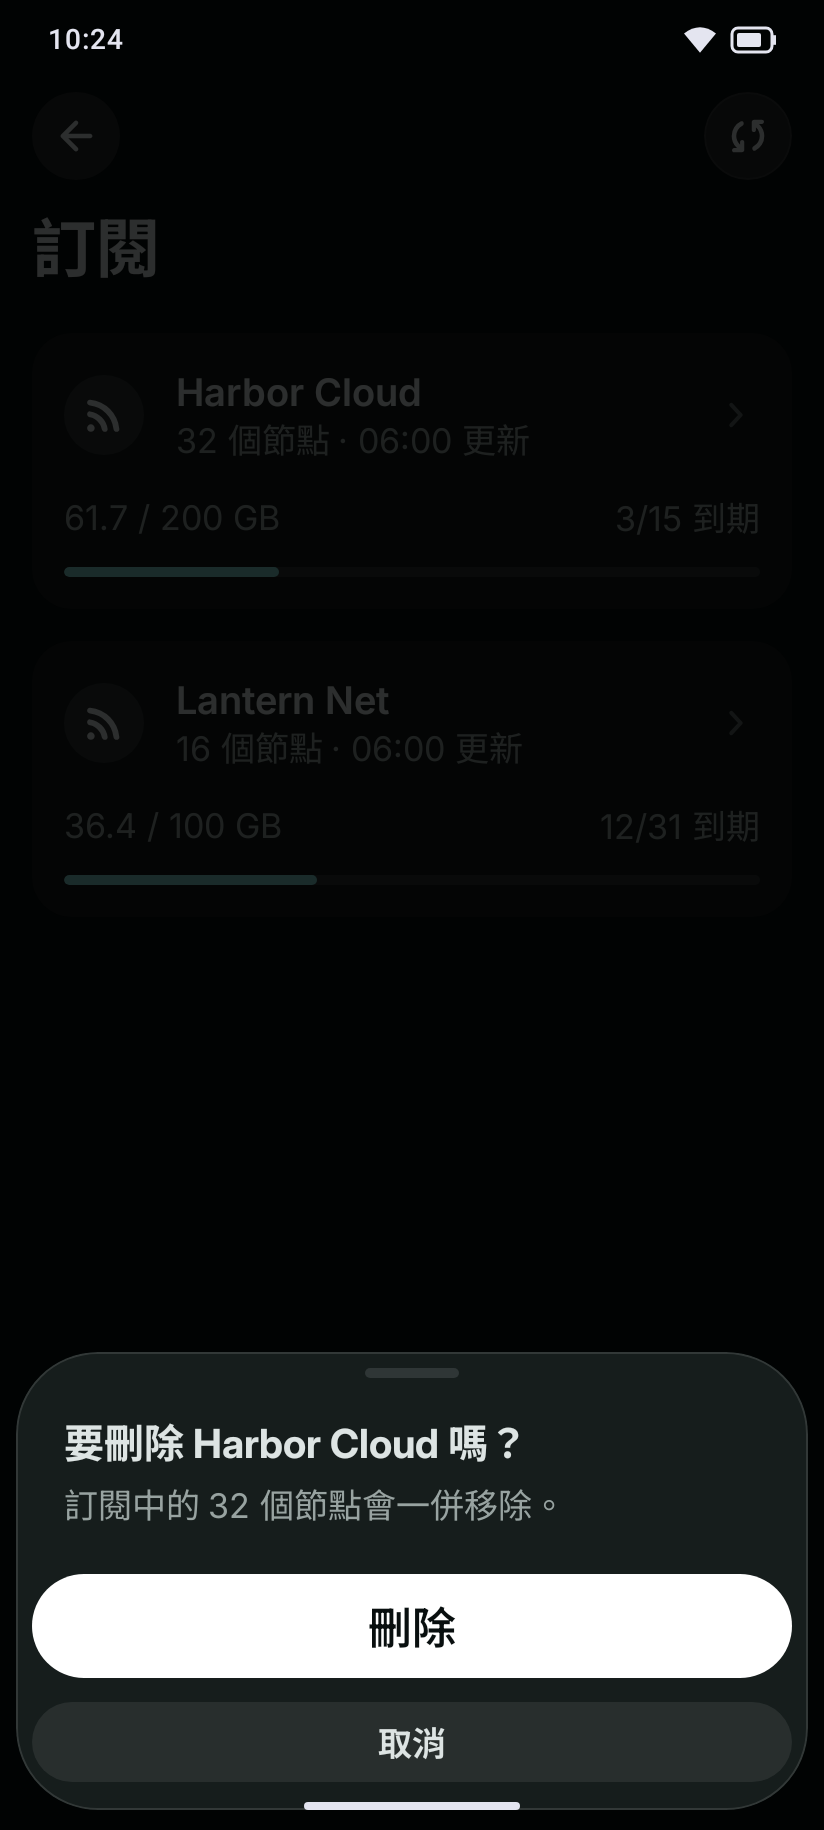 10:24
訂閱
Harbor Cloud
32 個節點 · 06:00 更新
61.7 / 200 GB
3/15 到期
Lantern Net
16 個節點 · 06:00 更新
36.4 / 100 GB
12/31 到期
要刪除 Harbor Cloud 嗎？
訂閱中的 32 個節點會一併移除。
刪除
取消